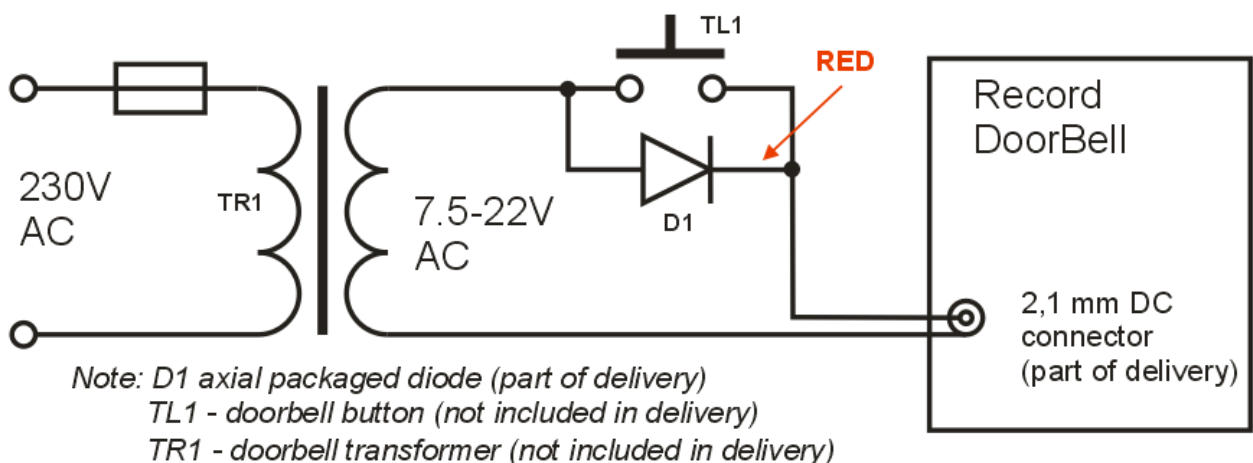 TL1
RED
Record
DoorBell
230V
AC
TR1
7.5-22V
AC
D1
2,1 mm DC
connector
(part of delivery)
Note: D1 axial packaged diode (part of delivery)
TL1 - doorbell button (not included in delivery)
TR1 - doorbell transformer (not included in delivery)